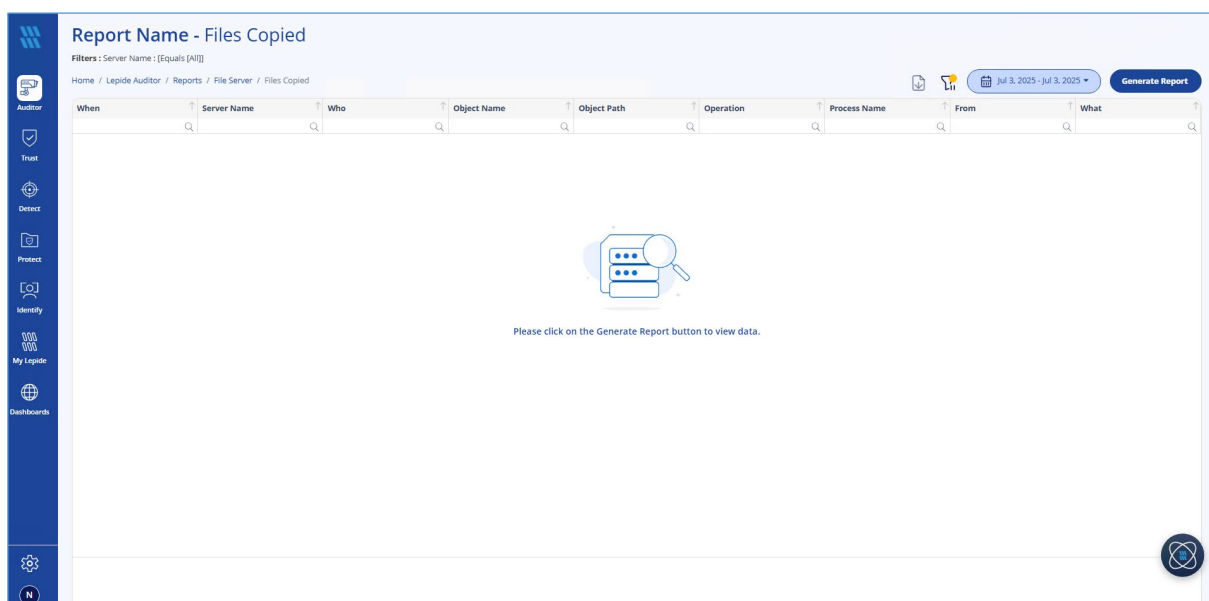 Report Name - Files Copied
Filters : Server Name : [Equals [All]]
Home / Lepide Auditor / Reports / File Server / Files Copied
Jul 3, 2025 - Jul 3, 2025
Generate Report
When Server Name Who Object Name Object Path Operation Process Name From What
Auditor
Trust
Detect
Protect
Identify
My Lepide
Dashboards
Please click on the Generate Report button to view data.
N